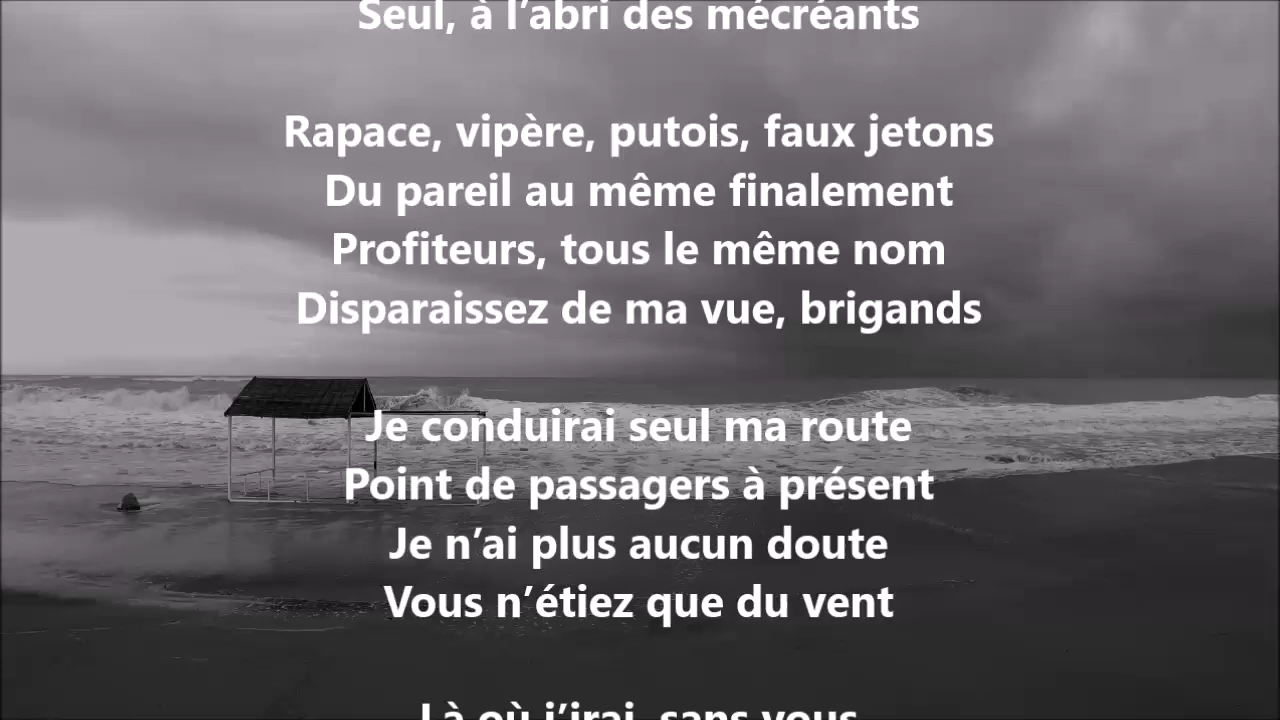 Seul, à l’abri des mécréants
Rapace, vipère, putois, faux jetons
Du pareil au même finalement
Profiteurs, tous le même nom
Disparaissez de ma vue, brigands
Je conduirai seul ma route
Point de passagers à présent
Je n’ai plus aucun doute
Vous n’étiez que du vent
Là où j’irai, sans vous